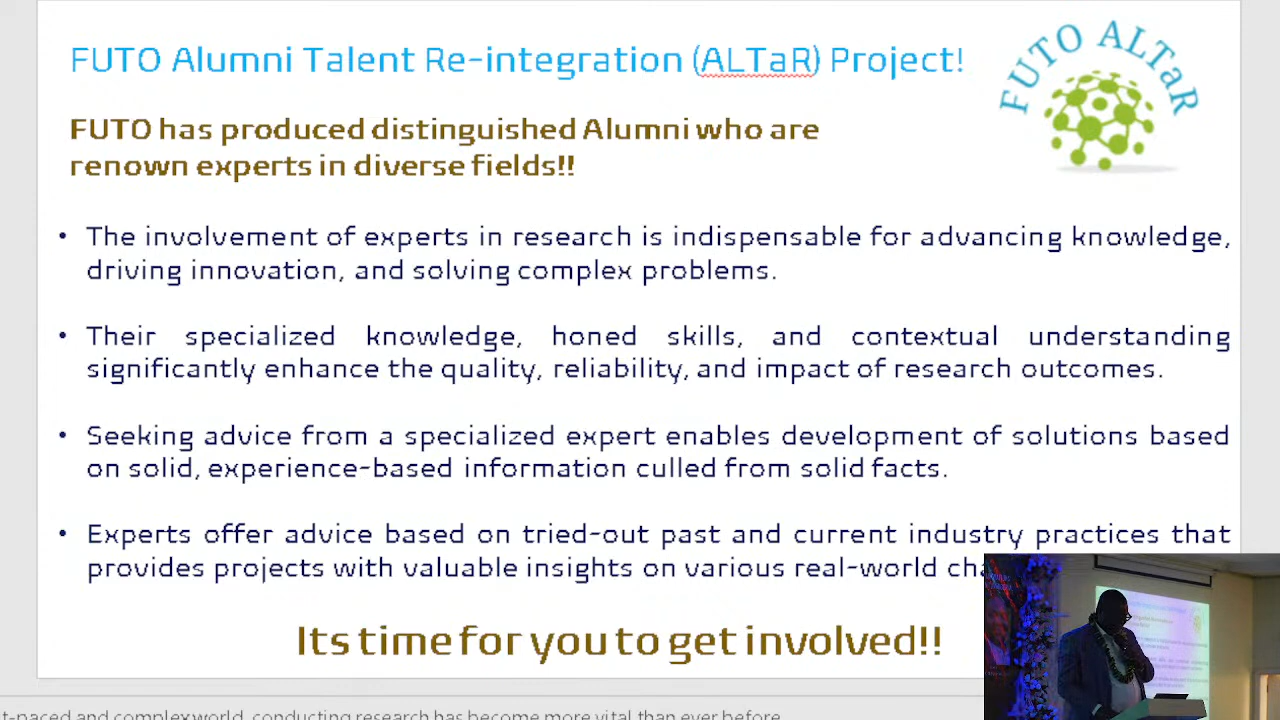 FUTO Alumni Talent Re-integration (ALTaR) Project!
FUTO ALTaR
FUTO has produced distinguished Alumni who are
renown experts in diverse fields!!
• The involvement of experts in research is indispensable for advancing knowledge,
driving innovation, and solving complex problems.
• Their specialized knowledge, honed skills, and contextual understanding
significantly enhance the quality, reliability, and impact of research outcomes.
• Seeking advice from a specialized expert enables development of solutions based
on solid, experience-based information culled from solid facts.
• Experts offer advice based on tried-out past and current industry practices that
provides projects with valuable insights on various real-world cha
Its time for you to get involved!!
t-paced and complex world, conducting research has become more vital than ever before